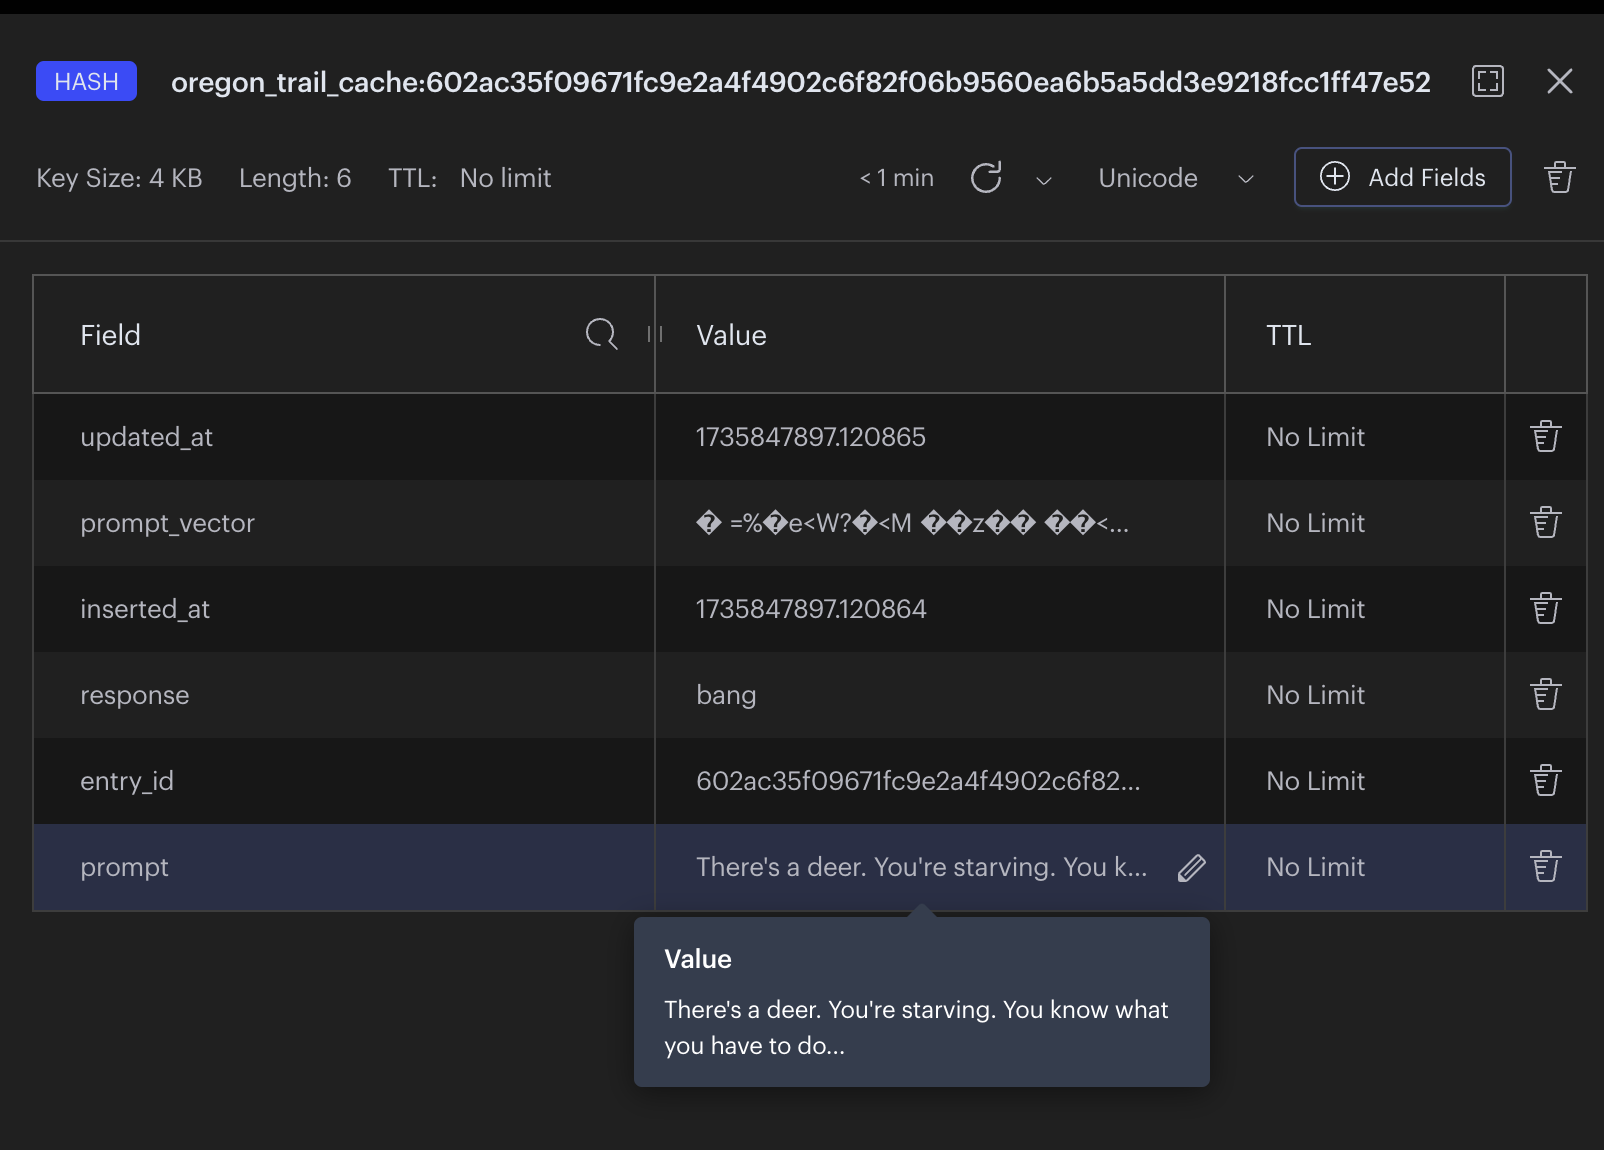 HASH oregon_trail_cache:602ac35f09671fc9e2a4f4902c6f82f06b9560ea6b5a5dd3e9218fcc1ff47e52
Key Size: 4 KB Length: 6 TTL: No limit < 1 min Unicode Add Fields
Field Value TTL
updated_at 1735847897.120865 No Limit
prompt_vector � =%�e<W?�<M ��z�� ��<... No Limit
inserted_at 1735847897.120864 No Limit
response bang No Limit
entry_id 602ac35f09671fc9e2a4f4902c6f82... No Limit
prompt There's a deer. You're starving. You k... No Limit
Value
There's a deer. You're starving. You know what
you have to do...